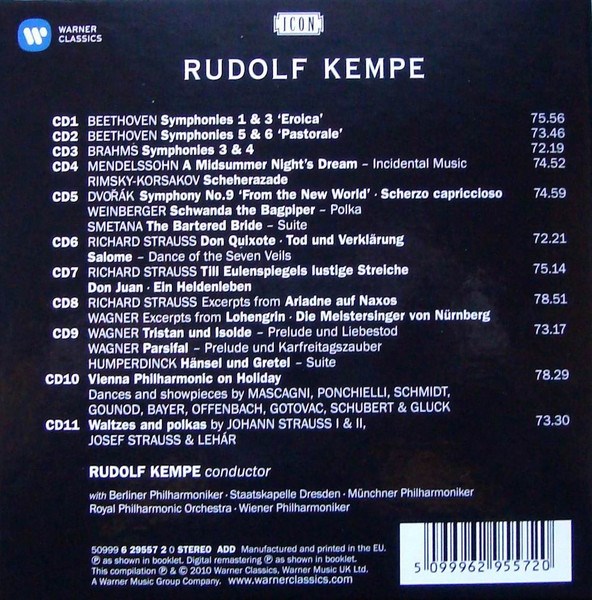 WARNER
CLASSICS
ICON
RUDOLF KEMPE
CD1 BEETHOVEN Symphonies 1 & 3 ‘Eroica’ 75.56
CD2 BEETHOVEN Symphonies 5 & 6 ‘Pastorale’ 73.46
CD3 BRAHMS Symphonies 3 & 4 72.19
CD4 MENDELSSOHN A Midsummer Night's Dream – Incidental Music 74.52
RIMSKY-KORSAKOV Scheherazade
CD5 DVOŘÁK Symphony No.9 ‘From the New World’ · Scherzo capriccioso 74.59
WEINBERGER Schwanda the Bagpiper – Polka
SMETANA The Bartered Bride – Suite
CD6 RICHARD STRAUSS Don Quixote · Tod und Verklärung 72.21
Salome – Dance of the Seven Veils
CD7 RICHARD STRAUSS Till Eulenspiegels lustige Streiche 75.14
Don Juan · Ein Heldenleben
CD8 RICHARD STRAUSS Excerpts from Ariadne auf Naxos 78.51
WAGNER Excerpts from Lohengrin · Die Meistersinger von Nürnberg
CD9 WAGNER Tristan und Isolde – Prelude und Liebestod 73.17
WAGNER Parsifal – Prelude und Karfreitagszauber
HUMPERDINCK Hänsel und Gretel – Suite
CD10 Vienna Philharmonic on Holiday 78.29
Dances and showpieces by MASCAGNI, PONCHIELLI, SCHMIDT,
GOUNOD, BAYER, OFFENBACH, GOTOVAC, SCHUBERT & GLUCK
CD11 Waltzes and polkas by JOHANN STRAUSS I & II, 73.30
JOSEF STRAUSS & LEHÁR
RUDOLF KEMPE conductor
with Berliner Philharmoniker · Staatskapelle Dresden · Münchner Philharmoniker
Royal Philharmonic Orchestra · Wiener Philharmoniker
50999 6 29557 2 0 STEREO ADD Manufactured and printed in the EU.
℗ as shown in booklet. Digital remastering ℗ as shown in booklet.
This compilation ℗ & © 2010 Warner Classics, Warner Music UK Ltd.
A Warner Music Group Company. www.warnerclassics.com
5 099962 955720